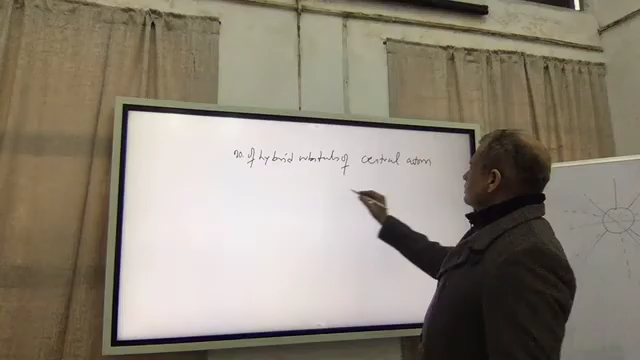 no. of hybrid orbitals of central atom